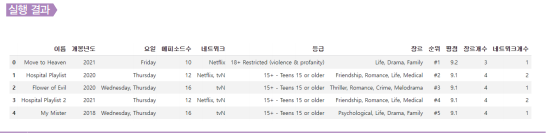 실행 결과
이름 개봉년도 요일 에피소드수 네트워크 등급 장르 순위 평점 장르개수 네트워크개수
0 Move to Heaven 2021 Friday 10 Netflix 18+ Restricted (violence & profanity) Life, Drama, Family #1 9.2 3 1
1 Hospital Playlist 2020 Thursday 12 Netflix, tvN 15+ - Teens 15 or older Friendship, Romance, Life, Medical #2 9.1 4 2
2 Flower of Evil 2020 Wednesday, Thursday 16 tvN 15+ - Teens 15 or older Thriller, Romance, Crime, Melodrama #3 9.1 4 1
3 Hospital Playlist 2 2021 Thursday 12 Netflix, tvN 15+ - Teens 15 or older Friendship, Romance, Life, Medical #4 9.1 4 2
4 My Mister 2018 Wednesday, Thursday 16 tvN 15+ - Teens 15 or older Psychological, Life, Drama, Family #5 9.1 4 1